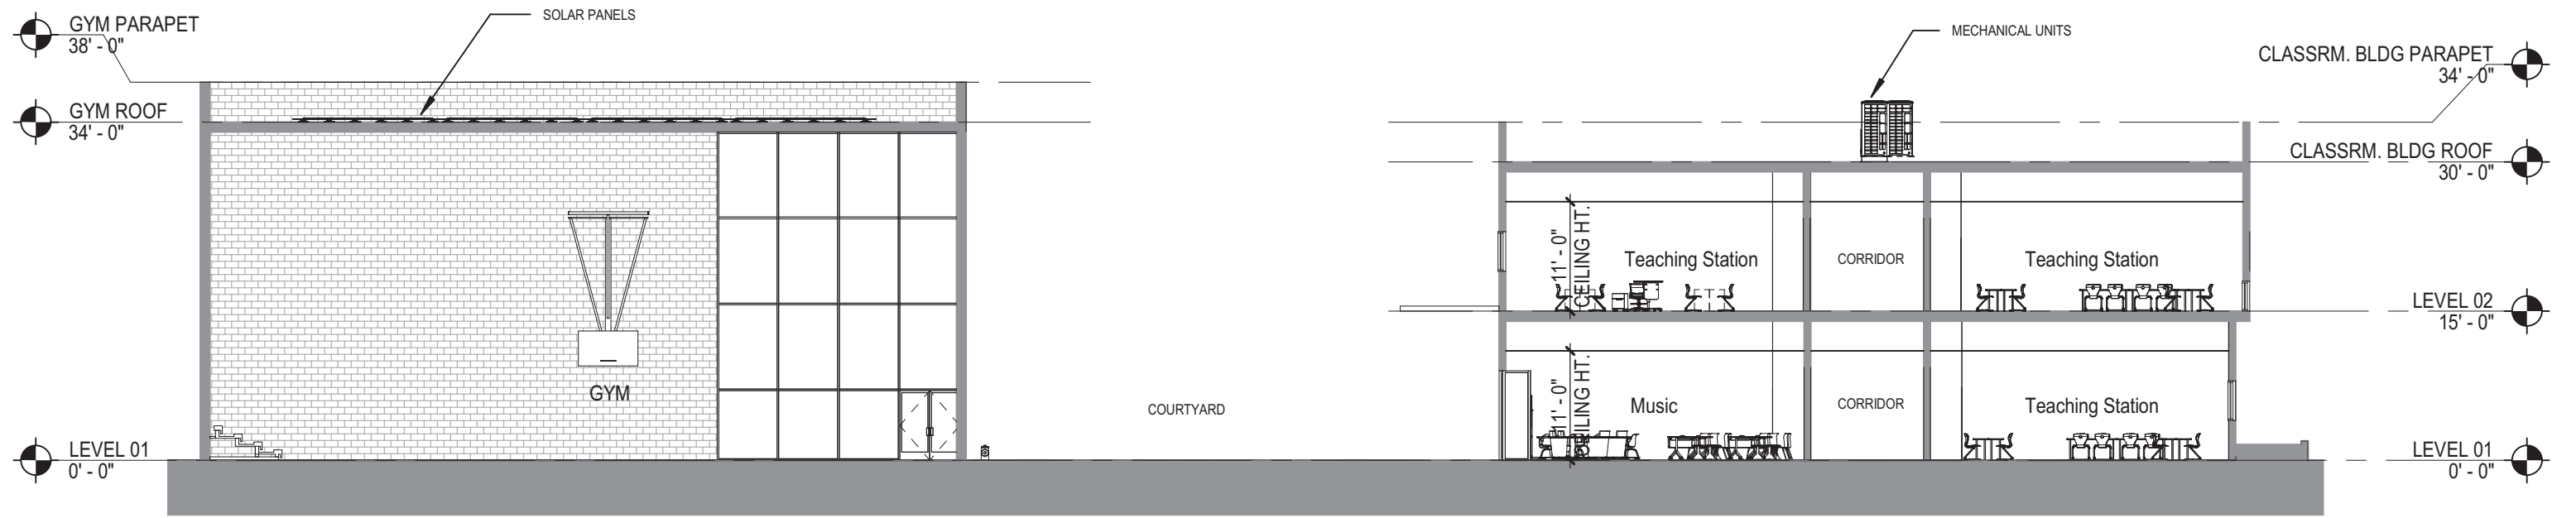 SOLAR PANELS
MECHANICAL UNITS
GYM PARAPET
38' - 0"
GYM ROOF
34' - 0"
LEVEL 01
0' - 0"
GYM
COURTYARD
Teaching Station
CORRIDOR
Teaching Station
11' - 0"
CEILING HT.
Music
CORRIDOR
Teaching Station
11' - 0"
CEILING HT.
CLASSRM. BLDG PARAPET
34' - 0"
CLASSRM. BLDG ROOF
30' - 0"
LEVEL 02
15' - 0"
LEVEL 01
0' - 0"